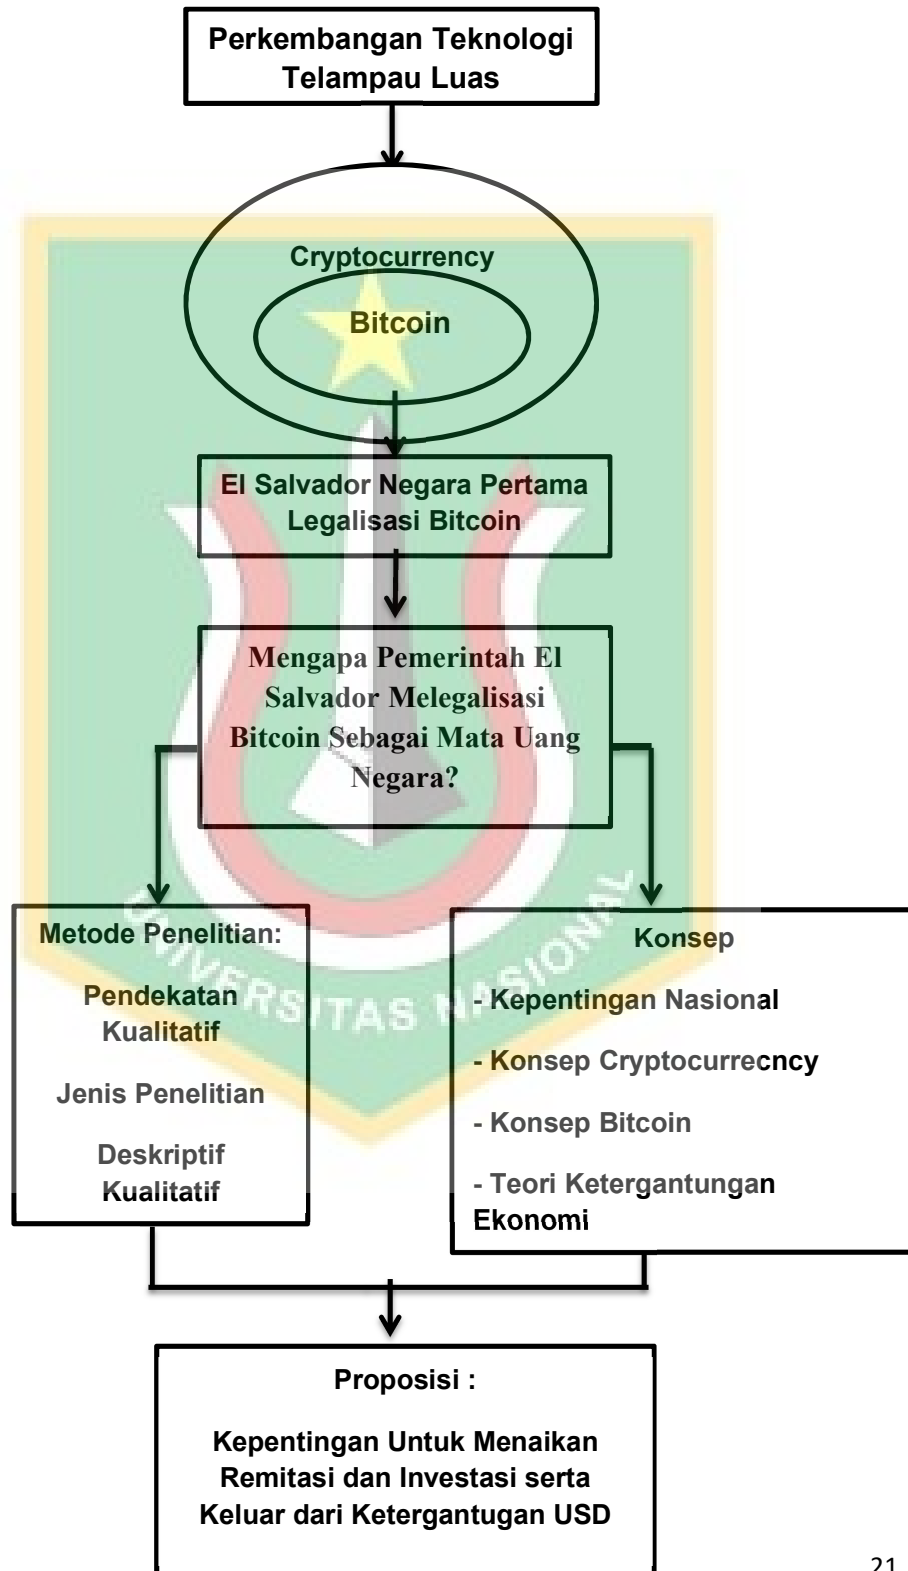 Perkembangan Teknologi
Telampau Luas
Cryptocurrency
Bitcoin
El Salvador Negara Pertama
Legalisasi Bitcoin
Mengapa Pemerintah El
Salvador Melegalisasi
Bitcoin Sebagai Mata Uang
Negara?
Metode Penelitian:
Pendekatan
Kualitatif
Jenis Penelitian
Deskriptif
Kualitatif
Konsep
- Kepentingan Nasional
- Konsep Cryptocurrecncy
- Konsep Bitcoin
- Teori Ketergantungan
Ekonomi
UNIVERSITAS NASIONAL
Proposisi :
Kepentingan Untuk Menaikan
Remitasi dan Investasi serta
Keluar dari Ketergantugan USD
21